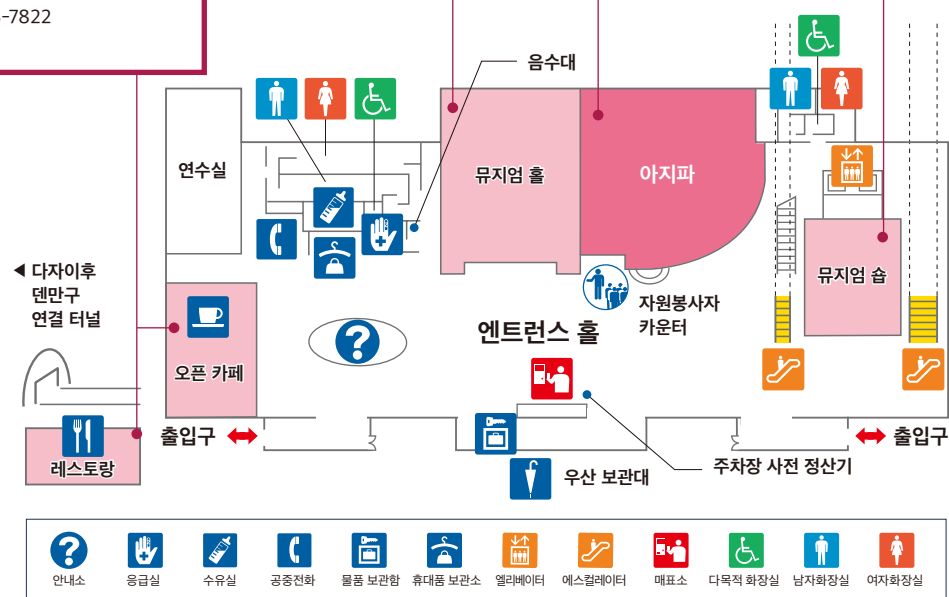 -7822
음수대
연수실
뮤지엄 홀
아지파
뮤지엄 숍
◀ 다자이후
덴만구
연결 터널
자원봉사자
카운터
엔트런스 홀
오픈 카페
출입구
출입구
레스토랑
우산 보관대
주차장 사전 정산기
안내소
응급실
수유실
공중전화
물품 보관함
휴대품 보관소
엘리베이터
에스컬레이터
매표소
다목적 화장실
남자화장실
여자화장실